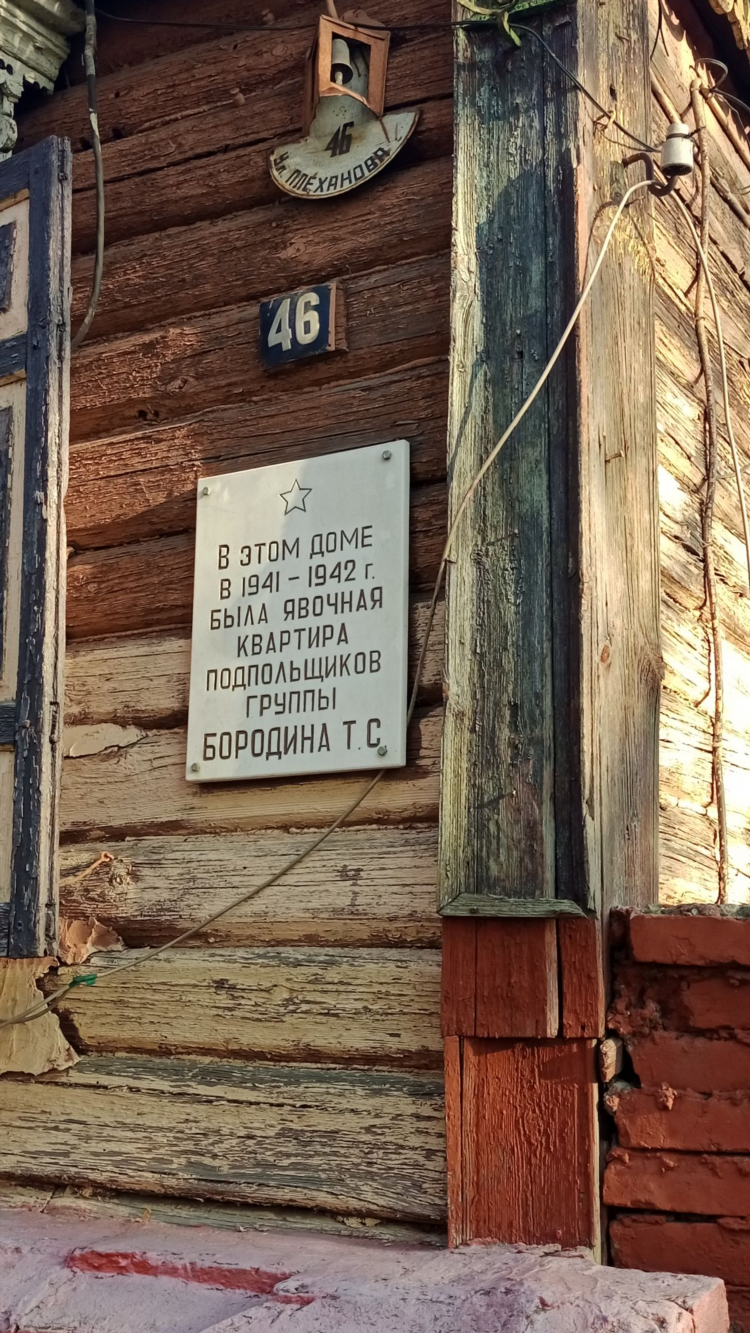 46
Ул. ПЛЕХАНОВА
46
В ЭТОМ ДОМЕ
В 1941 – 1942 г.
БЫЛА ЯВОЧНАЯ
КВАРТИРА
ПОДПОЛЬЩИКОВ
ГРУППЫ
БОРОДИНА Т.С.